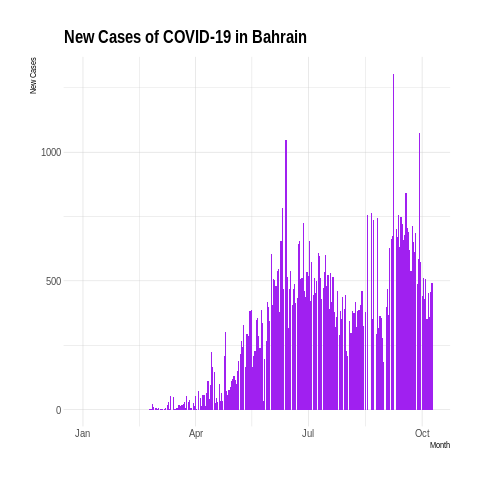 New Cases of COVID-19 in Bahrain
New Cases
1000
500
0
Jan
Apr
Jul
Oct
Month